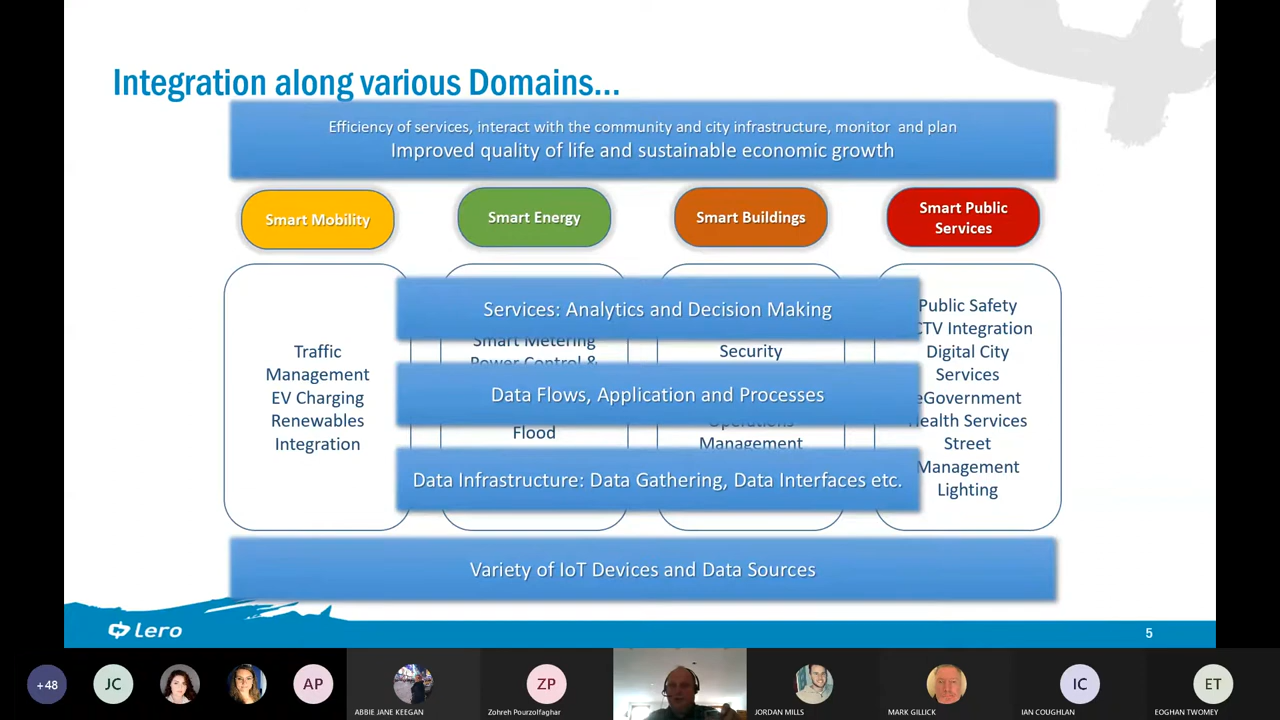 Integration along various Domains...
Efficiency of services, interact with the community and city infrastructure, monitor and plan
Improved quality of life and sustainable economic growth
Smart Mobility
Smart Energy
Smart Buildings
Smart Public
Services
Traffic
Management
EV Charging
Renewables
Integration
Services: Analytics and Decision Making
Smart Metering
Power Control &
Data Flows, Application and Processes
Flood
Security
Operations
Management
Data Infrastructure: Data Gathering, Data Interfaces etc.
Public Safety
CTV Integration
Digital City
Services
eGovernment
Health Services
Street
Management
Lighting
Variety of IoT Devices and Data Sources
Lero
5
+48
JC
AP
ABBIE JANE KEEGAN
ZP
Zohreh Pourzolfaghar
JORDAN MILLS
MARK GILLICK
IC
IAN COUGHLAN
ET
EOGHAN TWOMEY